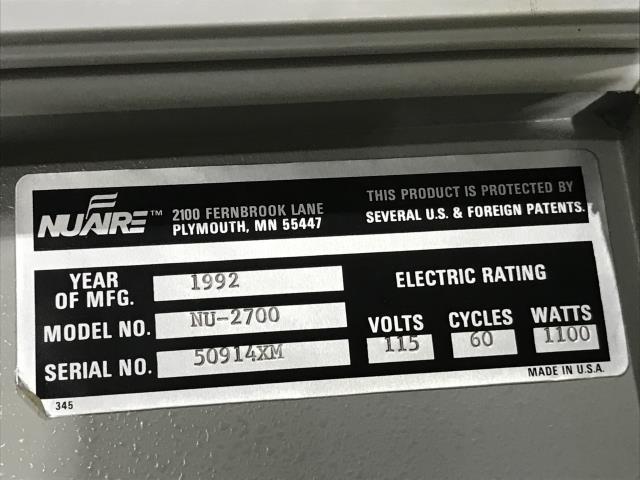 NUAIRE™
2100 FERNBROOK LANE
PLYMOUTH, MN 55447
THIS PRODUCT IS PROTECTED BY
SEVERAL U.S. & FOREIGN PATENTS.
YEAR
OF MFG.
1992
MODEL NO.
NU-2700
SERIAL NO.
50914XM
ELECTRIC RATING
VOLTS CYCLES WATTS
115 60 1100
345
MADE IN U.S.A.